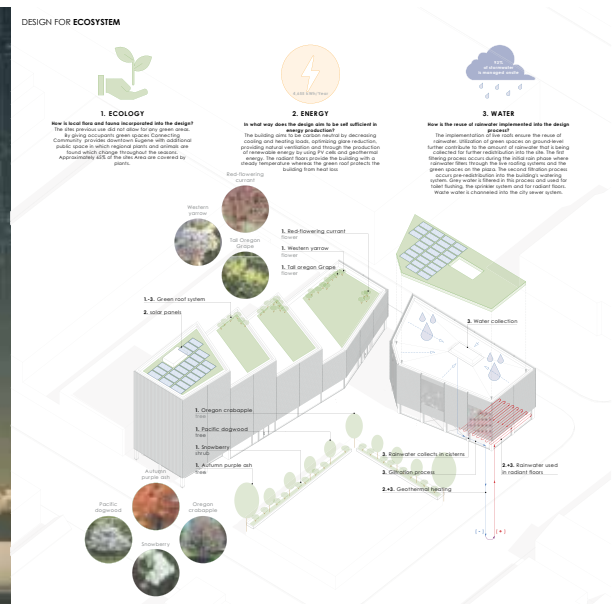 DESIGN FOR ECOSYSTEM
1. ECOLOGY
How is local flora and fauna incorporated into the design?
The sites previous use did not allow for any green areas.
By giving occupants green spaces Connecting
Community provides downtown Eugene with additional
public space in which regional plants and animals are
found which change throughout the seasons.
Approximately 45% of the sites Area are covered by
plants.
2. ENERGY
In what way does the design aim to be self sufficient in
energy production?
The building aims to be carbon neutral by decreasing
cooling and heating loads, optimizing glare reduction,
providing natural ventilation and through the production
of renewable energy by using PV cells and geothermal
energy. The radiant floors provide the building with a
steady temperature whereas the green roof protects the
building from heat loss.
of stormwater
is managed onsite
3. WATER
How is the reuse of rainwater implemented into the design
process?
The implementation of live roofs ensure the reuse of
rainwater. Utilization of green spaces on ground-level
further contribute to the amount of rainwater that is being
collected for further redistribution into the site. The first
filtering process occurs during the initial rain phase where
rainwater filters through the live roofing systems and the
green spaces on the plaza. The second filtration process
occurs pre-redistribution into the building's watering
system. Grey water is filtered in this process and used for
toilet flushing, the sprinkler system and for radiant floors.
Waste water is channeled into the city sewer system.
Red-flowering
currant
Western
yarrow
Tall Oregon
Grape
1. Red-flowering currant
flower
1. Western yarrow
flower
1. Tall oregon Grape
flower
1.-3. Green roof system
2. solar panels
3. Water collection
1. Oregon crabapple
tree
1. Pacific dogwood
tree
1. Snowberry
shrub
1. Autumn purple ash
tree
3. Rainwater collects in cisterns
3. Filtration process
2.+3. Geothermal heating
2.+3. Rainwater used
in radiant floors
[-]
[+]
Autumn
purple ash
Pacific
dogwood
Oregon
crabapple
Snowberry